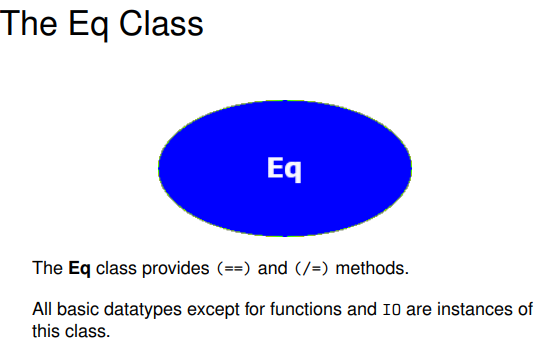 The Eq Class
Eq
The Eq class provides (==) and (/=) methods.
All basic datatypes except for functions and IO are instances of
this class.